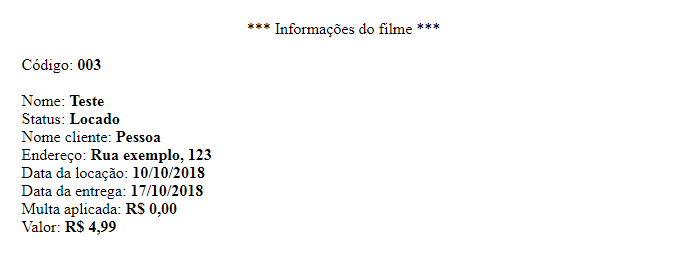 *** Informações do filme ***
Código: 003
Nome: Teste
Status: Locado
Nome cliente: Pessoa
Endereço: Rua exemplo, 123
Data da locação: 10/10/2018
Data da entrega: 17/10/2018
Multa aplicada: R$ 0,00
Valor: R$ 4,99